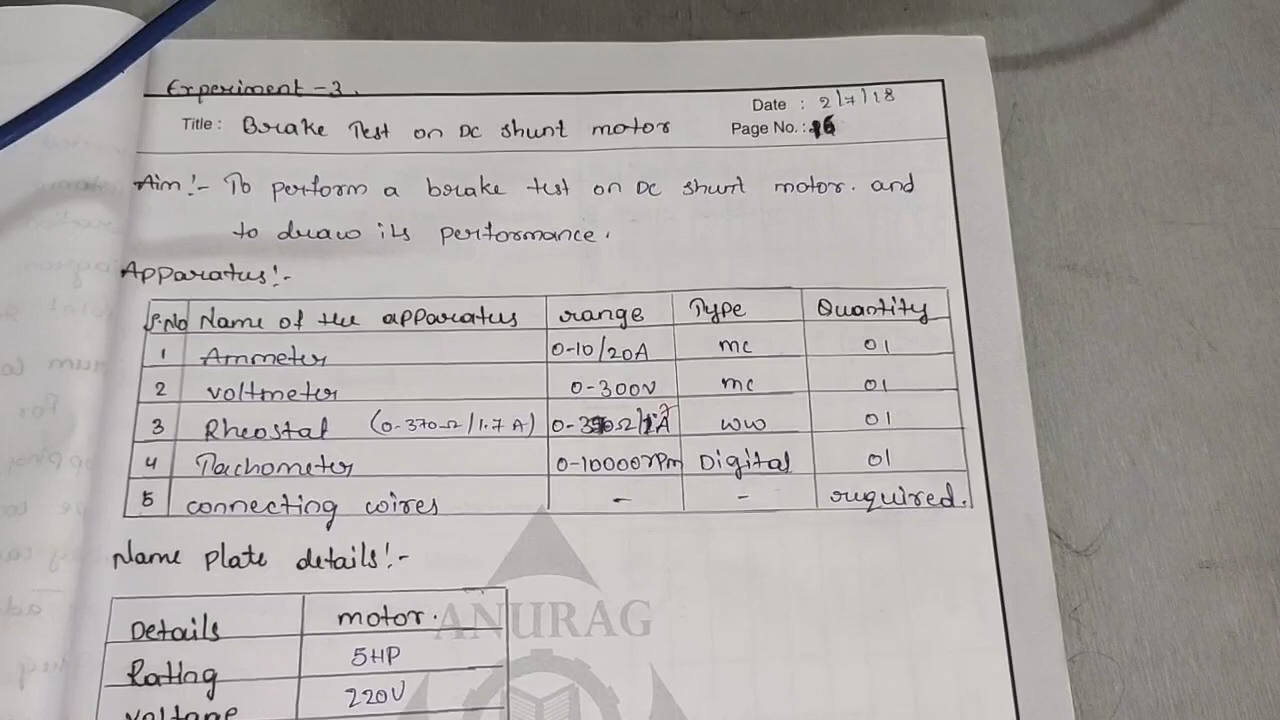 Experiment -3.
Date : 2/7/18
Title: Brake Test on DC shunt motor
Page No.: 16
Aim:- To perform a brake test on DC shunt motor. and
to draw its performance.
Apparatus:-
S.No Name of the apparatus range Type Quantity
1 Ammeter 0-10/20A mc 01
2 voltmeter 0-300V mc 01
3 Rheostat (0-370Ω/1.7 A) ww 01
4 Tachometer 0-10000rpm Digital 01
5 connecting wires - - required.
Name plate details:-
Details motor.
Rating 5HP
voltage 220V
ANURAG